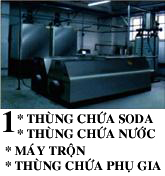 1 * THÙNG CHỨA SODA
* THÙNG CHỨA NƯỚC
* MÁY TRỘN
* THÙNG CHỨA PHỤ GIA